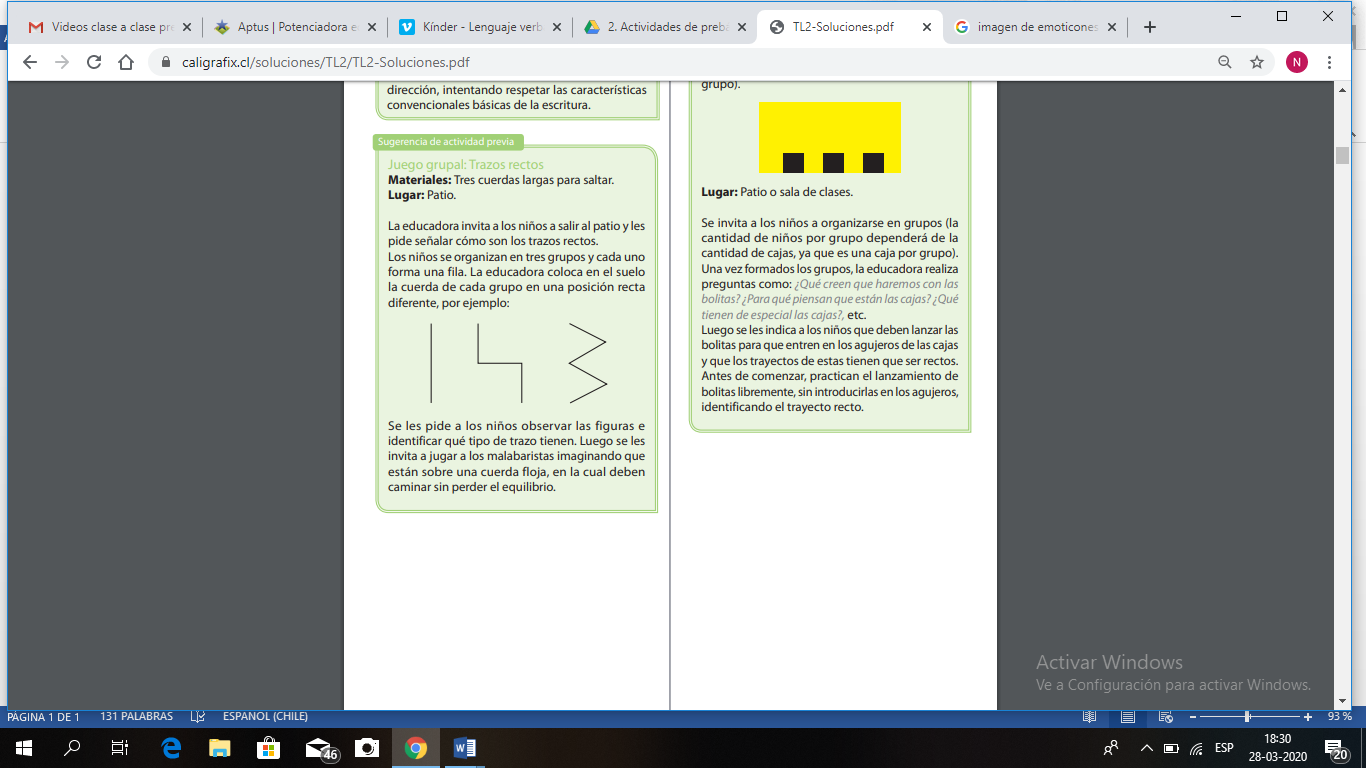 Videos clase a clase pre
Aptus | Potenciadora e
Kínder - Lenguaje verb
2. Actividades de preb
TL2-Soluciones.pdf
imagen de emoticones
caligrafix.cl/soluciones/TL2/TL2-Soluciones.pdf
N
dirección, intentando respetar las características
convencionales básicas de la escritura.
Sugerencia de actividad previa
Juego grupal: Trazos rectos
Materiales: Tres cuerdas largas para saltar.
Lugar: Patio.
La educadora invita a los niños a salir al patio y les
pide señalar cómo son los trazos rectos.
Los niños se organizan en tres grupos y cada uno
forma una fila. La educadora coloca en el suelo
la cuerda de cada grupo en una posición recta
diferente, por ejemplo:
Se les pide a los niños observar las figuras e
identificar qué tipo de trazo tienen. Luego se les
invita a jugar a los malabaristas imaginando que
están sobre una cuerda floja, en la cual deben
caminar sin perder el equilibrio.
grupo).
Lugar: Patio o sala de clases.
Se invita a los niños a organizarse en grupos (la
cantidad de niños por grupo dependerá de la
cantidad de cajas, ya que es una caja por grupo).
Una vez formados los grupos, la educadora realiza
preguntas como: ¿Qué creen que haremos con las
bolitas? ¿Para qué piensan que están las cajas? ¿Qué
tienen de especial las cajas?, etc.
Luego se les indica a los niños que deben lanzar las
bolitas para que entren en los agujeros de las cajas
y que los trayectos de estas tienen que ser rectos.
Antes de comenzar, practican el lanzamiento de
bolitas libremente, sin introducirlas en los agujeros,
identificando el trayecto recto.
Activar Windows
Ve a Configuración para activar Windows.
PÁGINA 1 DE 1
131 PALABRAS
ESPAÑOL (CHILE)
93 %
46
ESP
18:30
28-03-2020
20